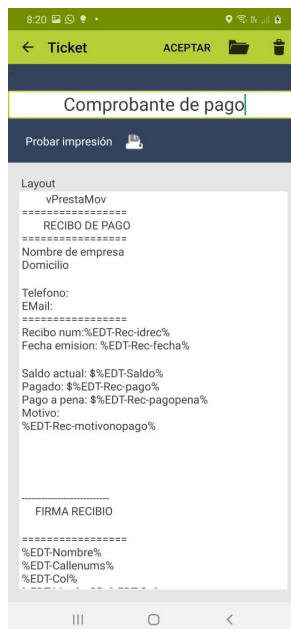 8:20
Ticket ACEPTAR
Comprobante de pago
Probar impresión
Layout
vPrestaMov
=================
RECIBO DE PAGO
=================
Nombre de empresa
Domicilio
Telefono:
EMail:
=================
Recibo num:%EDT-Rec-idrec%
Fecha emision: %EDT-Rec-fecha%
Saldo actual: $%EDT-Saldo%
Pagado: $%EDT-Rec-pago%
Pago a pena: $%EDT-Rec-pagopena%
Motivo:
%EDT-Rec-motivonopago%
---------------------------
FIRMA RECIBIO
=================
%EDT-Nombre%
%EDT-Callenums%
%EDT-Col%